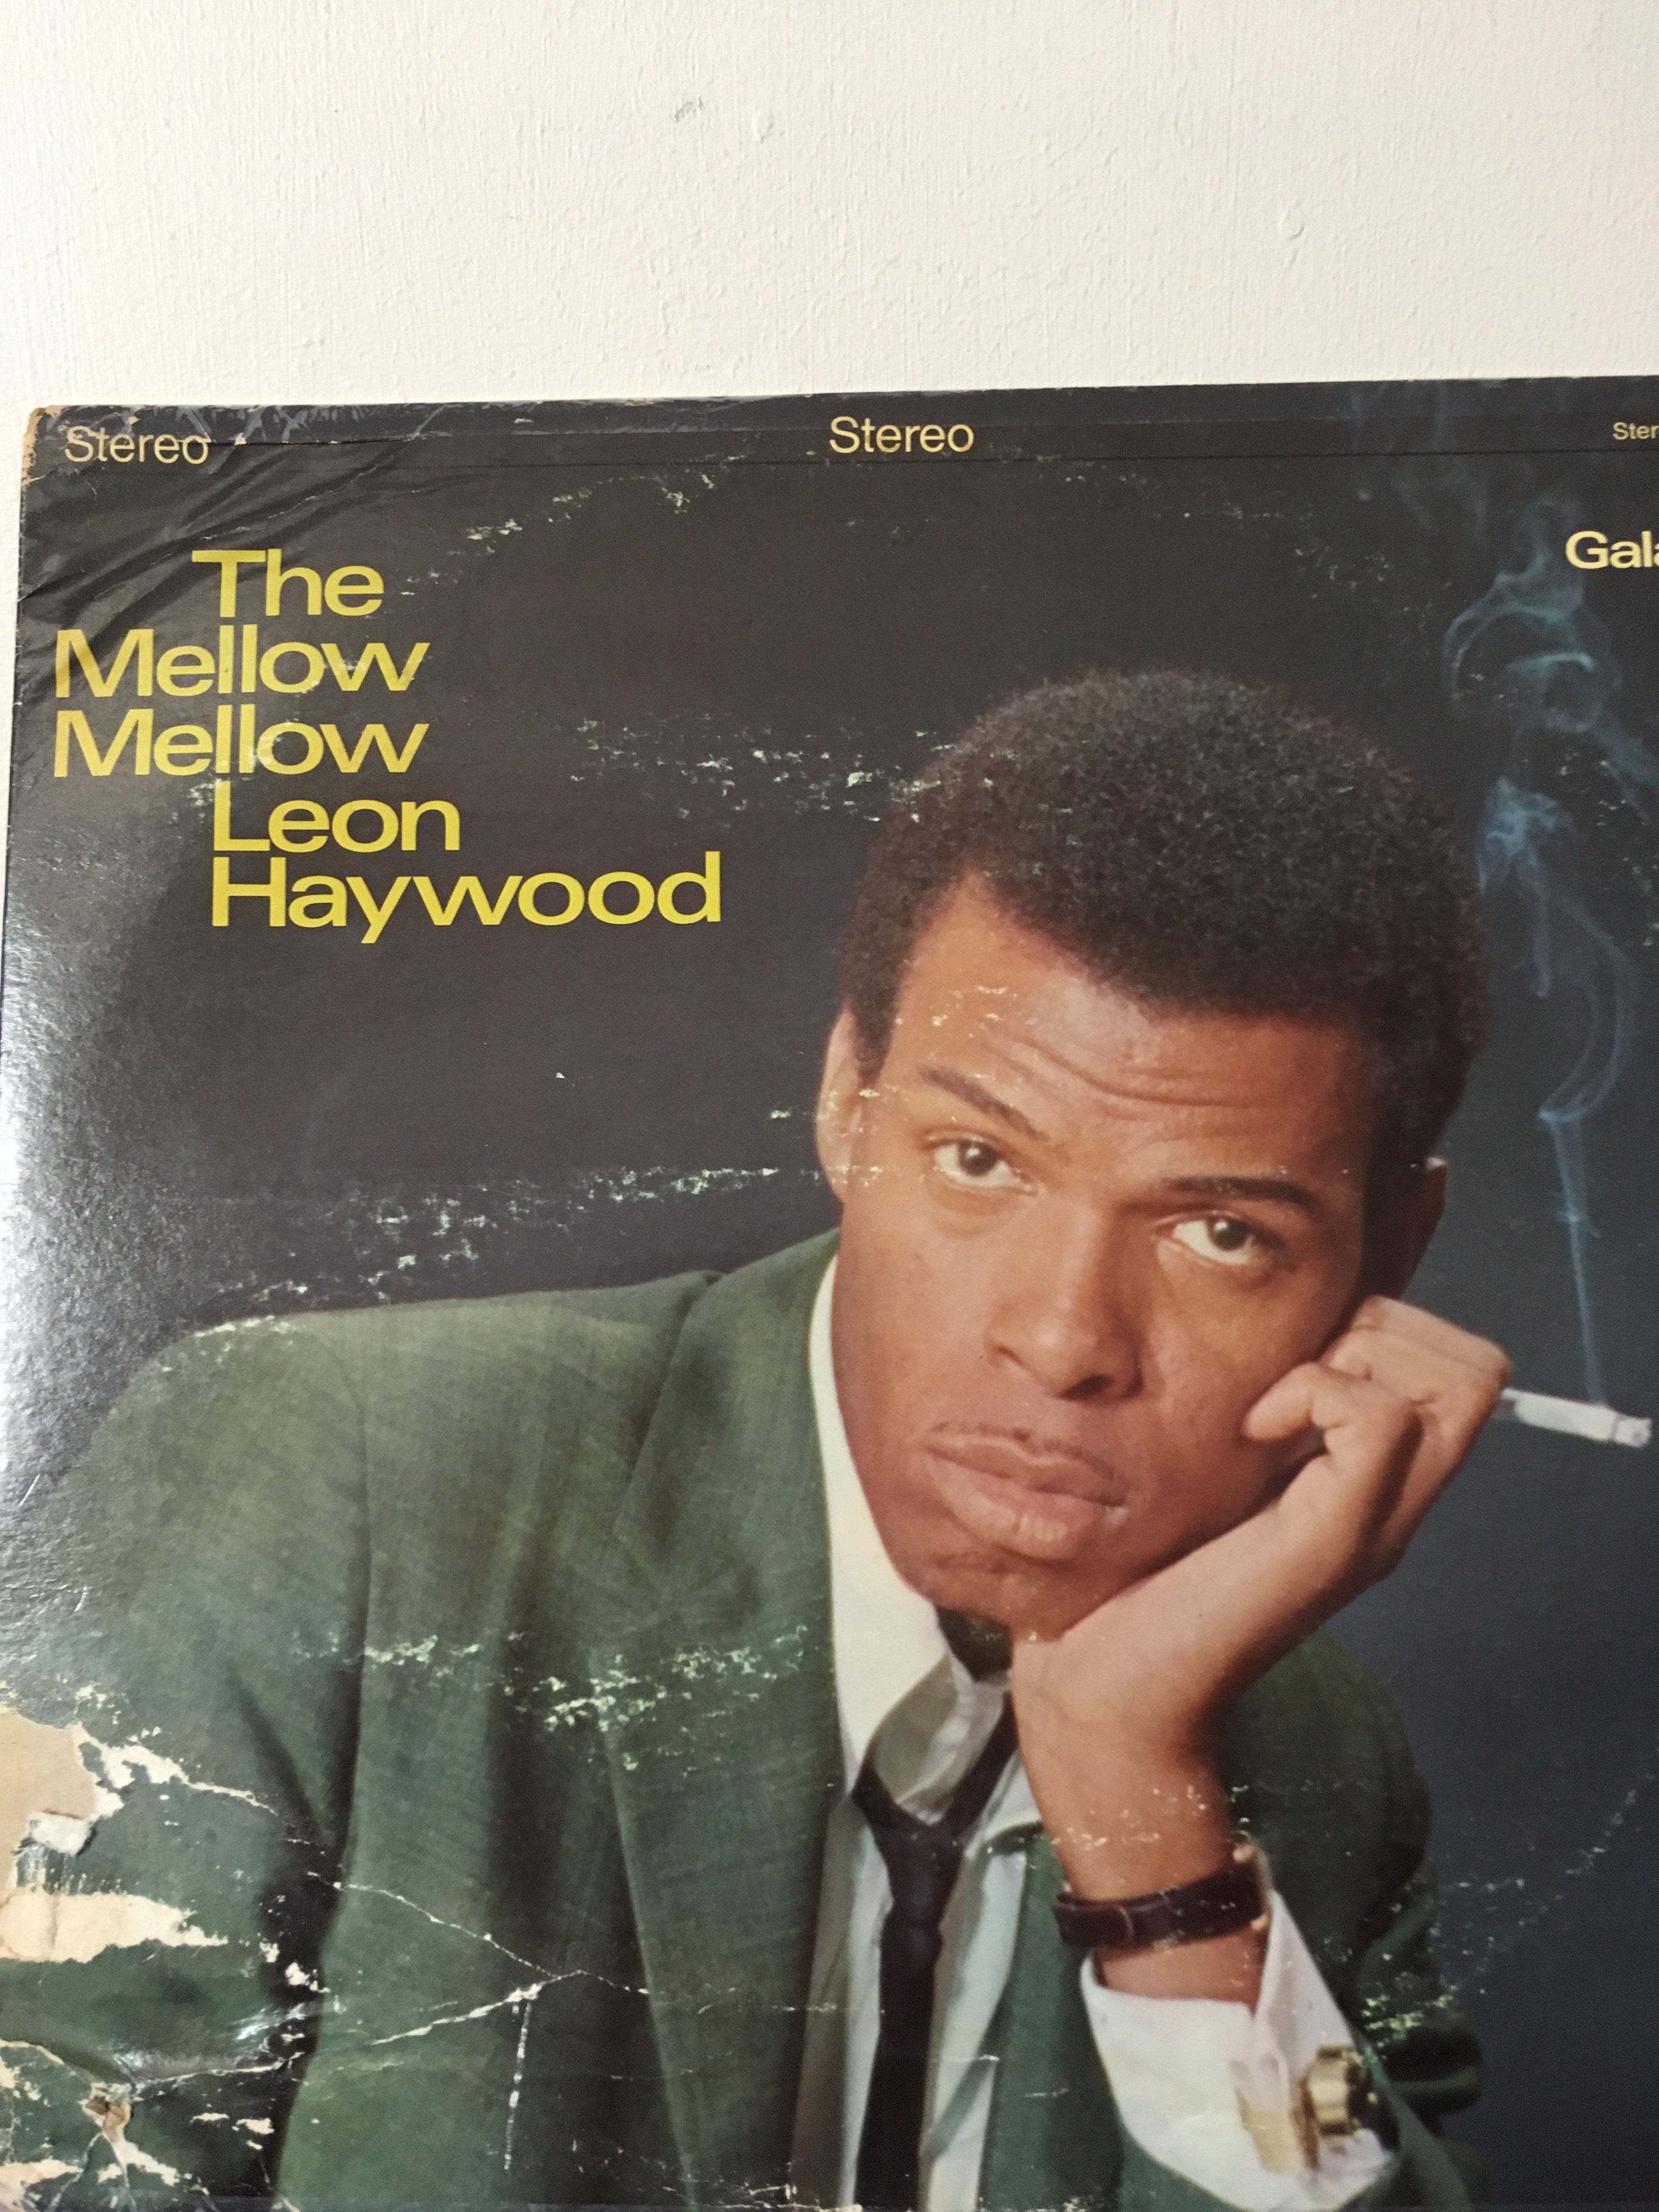 Stereo Stereo
The
Mellow
Mellow
Leon
Haywood